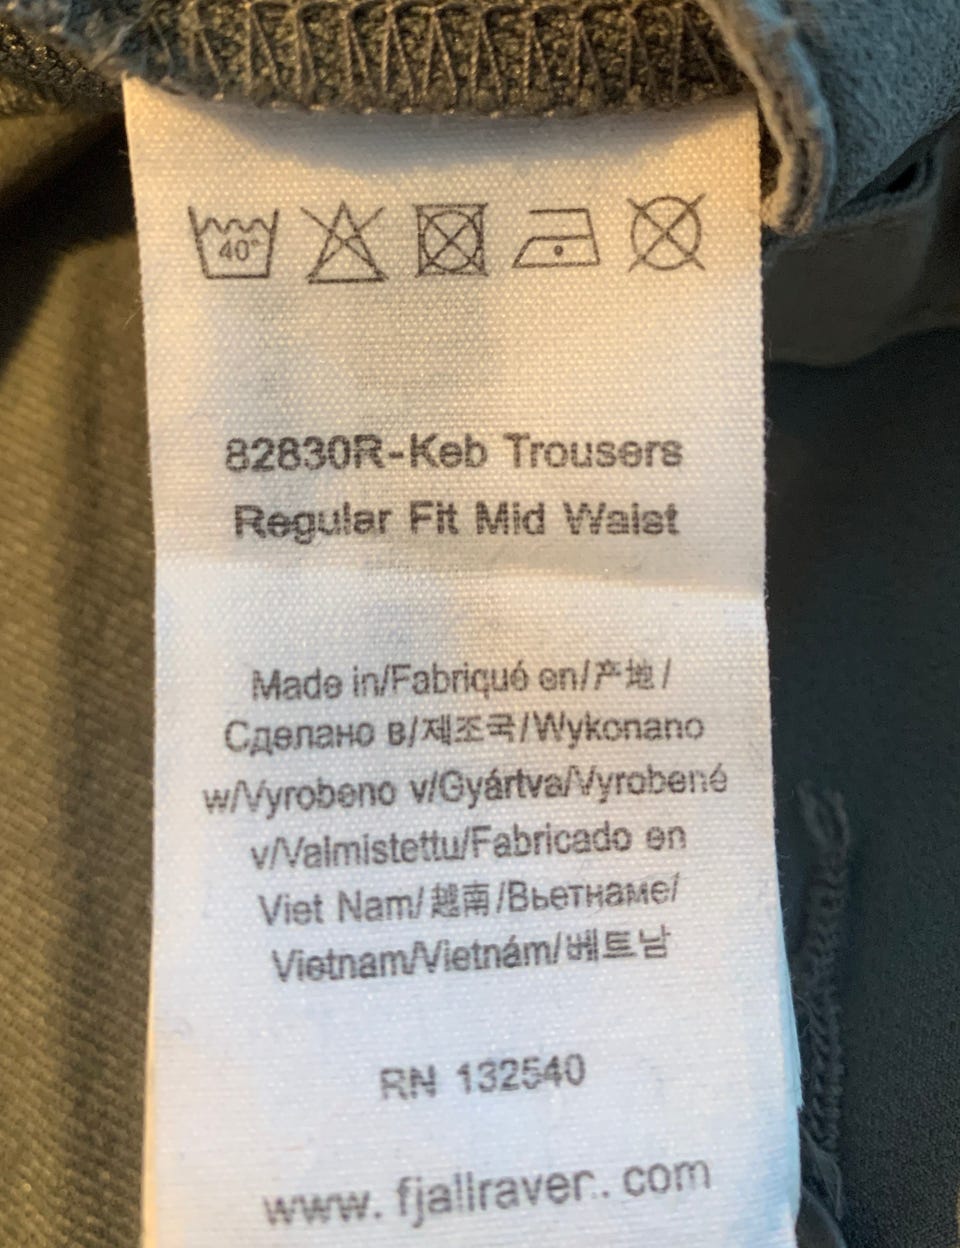 40°
82830R-Keb Trousers
Regular Fit Mid Waist
Made in/Fabriqué en/产地/
Сделано в/제조국/Wykonano
w/Vyrobeno v/Gyártva/Vyrobené
v/Valmistettu/Fabricado en
Viet Nam/越南/Вьетнаме/
Vietnam/Vietnám/베트남
RN 132540
www. fjallraver.. com